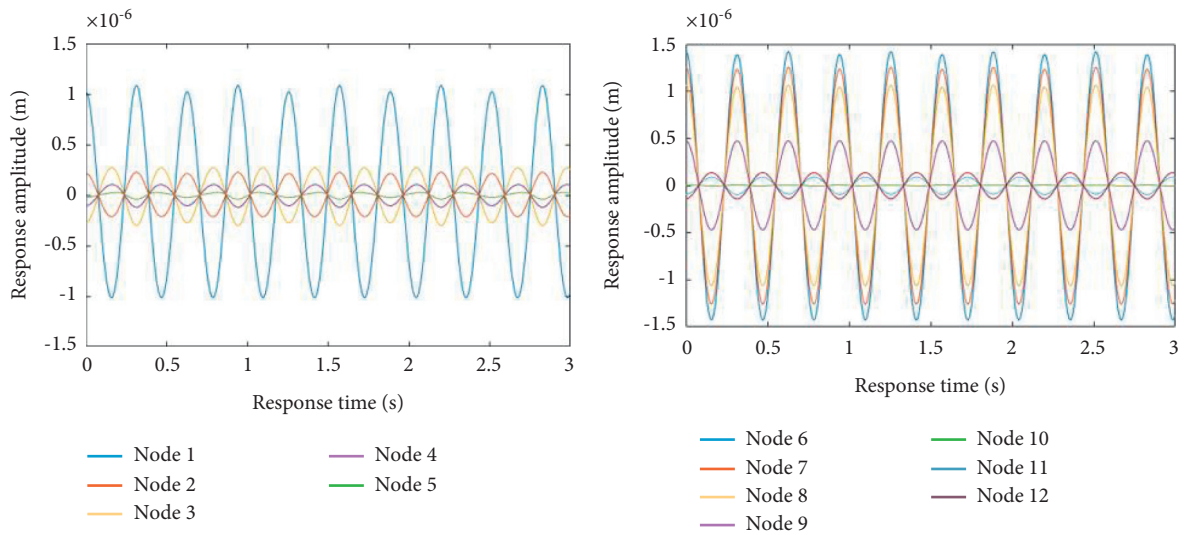 ×10-6
1.5
1
0.5
0
-0.5
-1
-1.5
Response amplitude (m)
0 0.5 1 1.5 2 2.5 3
Response time (s)
Node 1
Node 2
Node 3
Node 4
Node 5
×10-6
1.5
1
0.5
0
-0.5
-1
-1.5
Response amplitude (m)
0 0.5 1 1.5 2 2.5 3
Response time (s)
Node 6
Node 7
Node 8
Node 9
Node 10
Node 11
Node 12